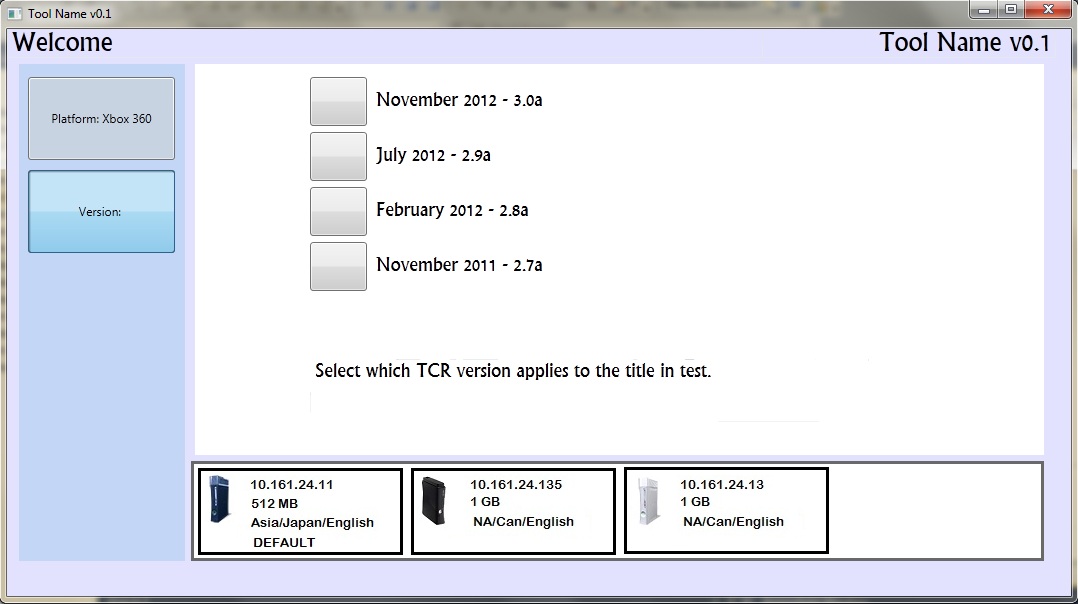 Tool Name v0.1
Welcome
Tool Name v0.1
Platform: Xbox 360
Version:
November 2012 - 3.0a
July 2012 - 2.9a
February 2012 - 2.8a
November 2011 - 2.7a
Select which TCR version applies to the title in test.
10.161.24.11
512 MB
Asia/Japan/English
DEFAULT
10.161.24.135
1 GB
NA/Can/English
10.161.24.13
1 GB
NA/Can/English